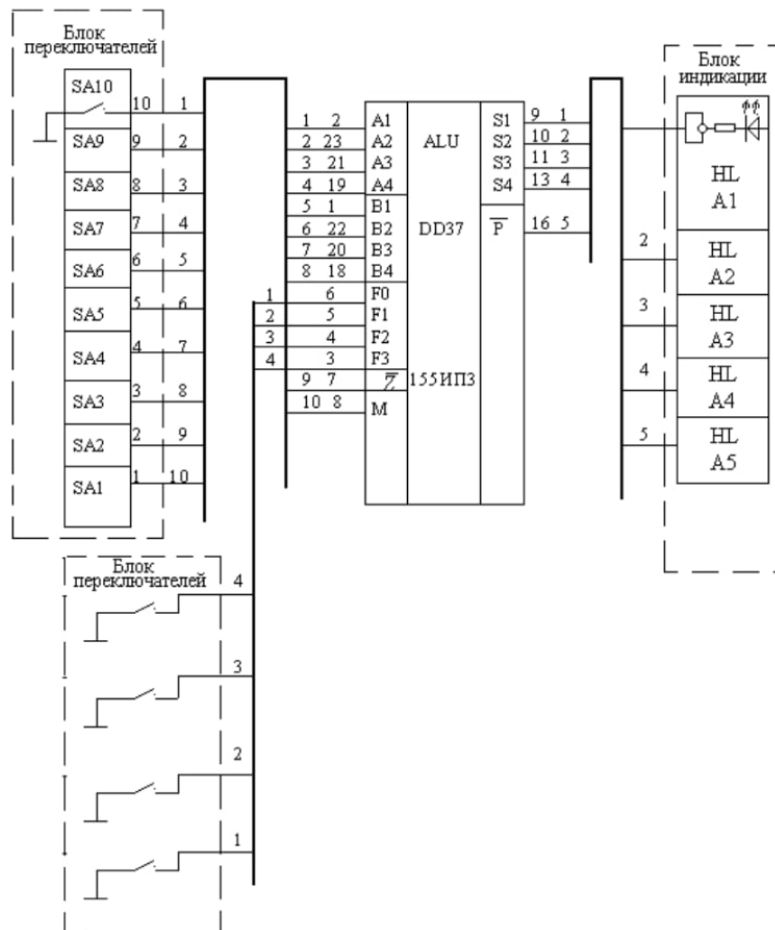 Блок
переключателей
SA10
10 1
SA9
9 2
SA8
8 3
SA7
7 4
SA6
6 5
SA5
5 6
SA4
4 7
SA3
3 8
SA2
2 9
SA1
1 10
1 2 A1
2 23 A2
3 21 A3
4 19 A4
5 1 B1
6 22 B2
7 20 B3
8 18 B4
1 6 F0
2 5 F1
3 4 F2
4 3 F3
9 7 Z
10 8 M
ALU
DD37
155ИП3
S1 9 1
S2 10 2
S3 11 3
S4 13 4
P 16 5
Блок
индикации
HL
A1
2
HL
A2
3
HL
A3
4
HL
A4
5
HL
A5
Блок
переключателей
4
3
2
1